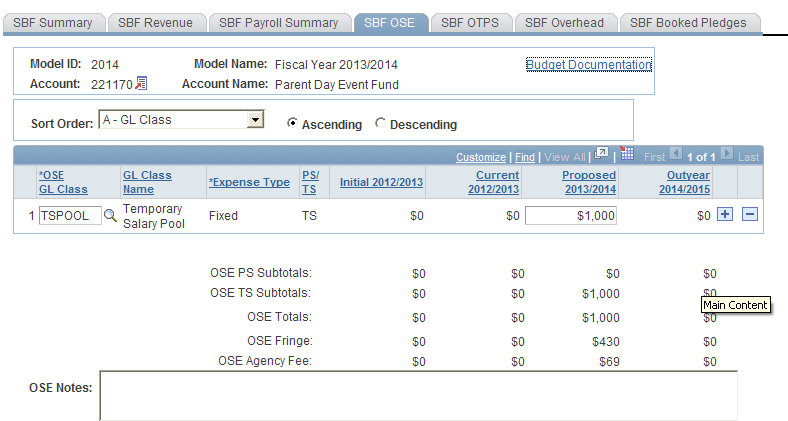 SBF Summary SBF Revenue SBF Payroll Summary SBF OSE SBF OTPS SBF Overhead SBF Booked Pledges
Model ID: 2014 Model Name: Fiscal Year 2013/2014 Budget Documentation
Account: 221170 Account Name: Parent Day Event Fund
Sort Order: A - GL Class Ascending Descending
Customize | Find | View All | | First 1 of 1 Last
*OSE GL Class PS/ Current Proposed Outyear
GL Class Name *Expense Type TS Initial 2012/2013 2012/2013 2013/2014 2014/2015
1 TSPOOL Temporary Fixed TS $0 $0 $1,000 $0
Salary Pool
OSE PS Subtotals: $0 $0 $0 $0
OSE TS Subtotals: $0 $0 $1,000 $0
Main Content
OSE Totals: $0 $0 $1,000 $0
OSE Fringe: $0 $0 $430 $0
OSE Agency Fee: $0 $0 $69 $0
OSE Notes: